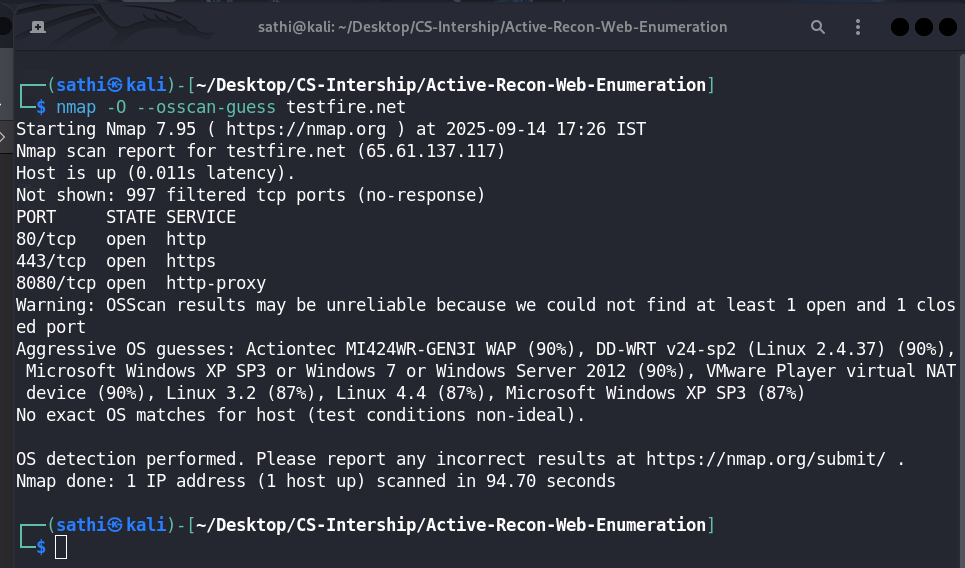 sathi@kali: ~/Desktop/CS-Intership/Active-Recon-Web-Enumeration
┌──(sathi㉿kali)-[~/Desktop/CS-Intership/Active-Recon-Web-Enumeration]
└─$ nmap -O --osscan-guess testfire.net
Starting Nmap 7.95 ( https://nmap.org ) at 2025-09-14 17:26 IST
Nmap scan report for testfire.net (65.61.137.117)
Host is up (0.011s latency).
Not shown: 997 filtered tcp ports (no-response)
PORT     STATE SERVICE
80/tcp   open  http
443/tcp  open  https
8080/tcp open  http-proxy
Warning: OSScan results may be unreliable because we could not find at least 1 open and 1 clos
ed port
Aggressive OS guesses: Actiontec MI424WR-GEN3I WAP (90%), DD-WRT v24-sp2 (Linux 2.4.37) (90%),
 Microsoft Windows XP SP3 or Windows 7 or Windows Server 2012 (90%), VMware Player virtual NAT
 device (90%), Linux 3.2 (87%), Linux 4.4 (87%), Microsoft Windows XP SP3 (87%)
No exact OS matches for host (test conditions non-ideal).
OS detection performed. Please report any incorrect results at https://nmap.org/submit/ .
Nmap done: 1 IP address (1 host up) scanned in 94.70 seconds
┌──(sathi㉿kali)-[~/Desktop/CS-Intership/Active-Recon-Web-Enumeration]
└─$